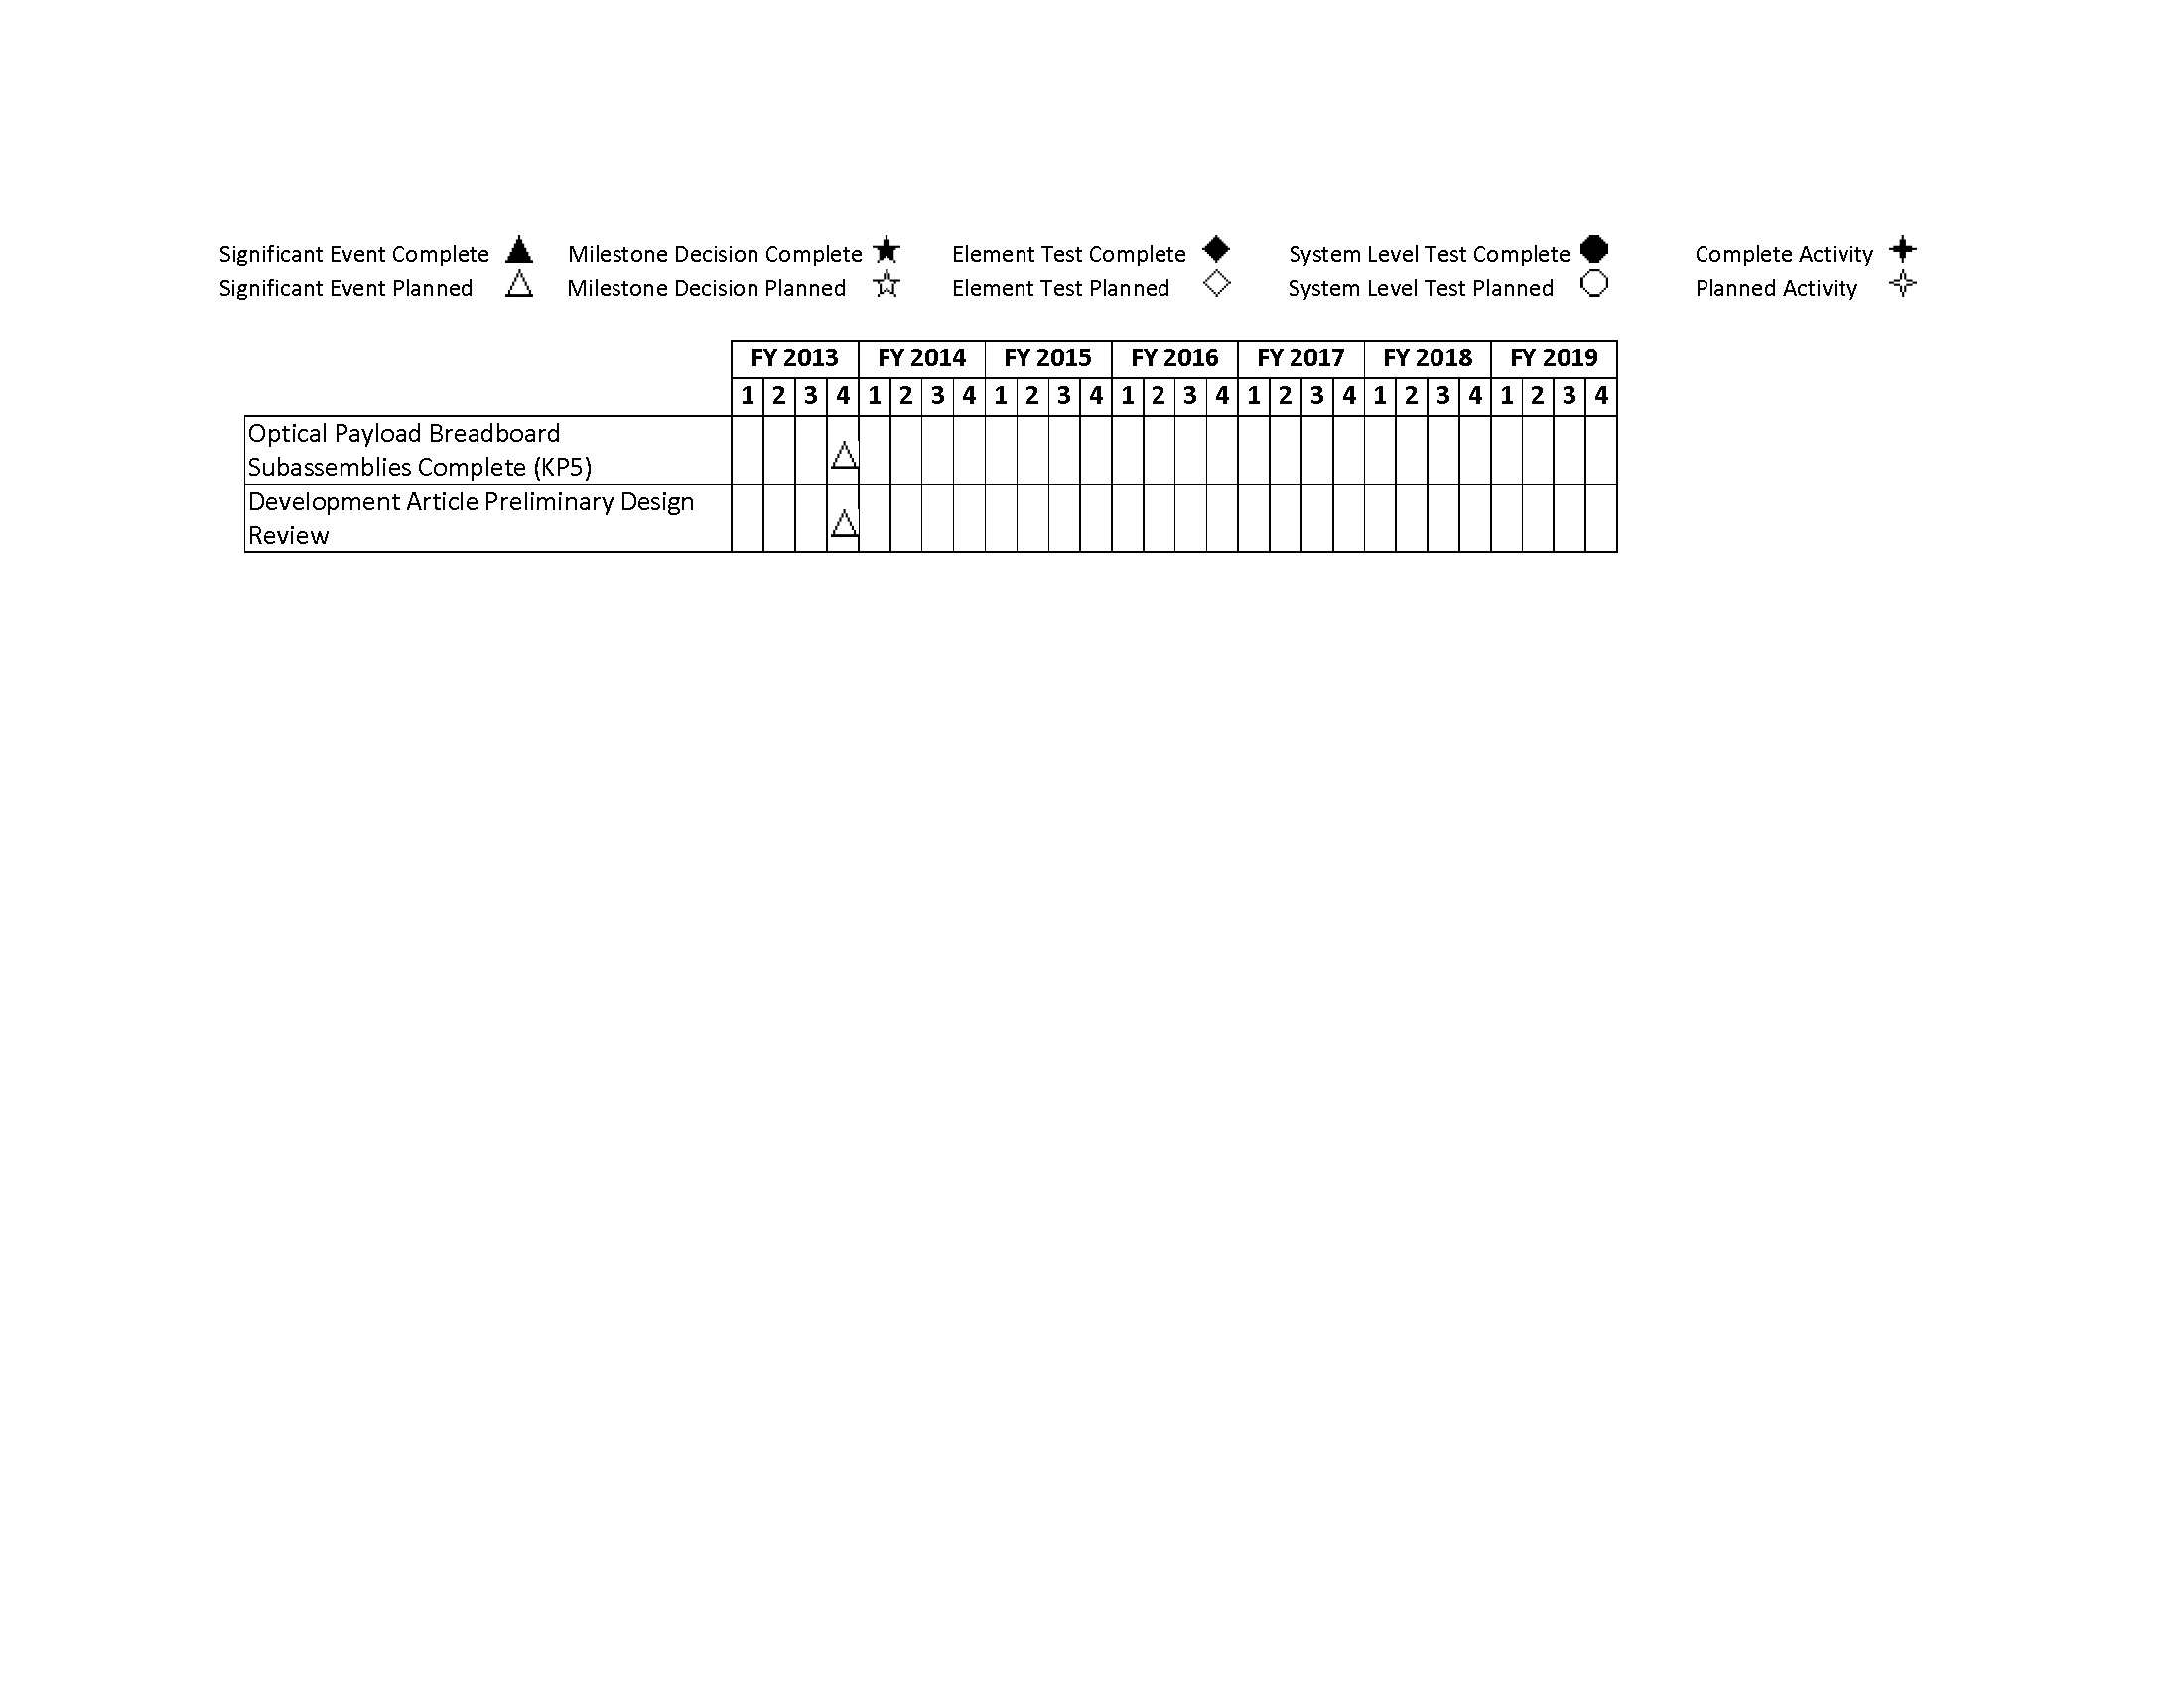 Significant Event Complete ▲ Milestone Decision Complete ★ Element Test Complete ◆ System Level Test Complete ● Complete Activity ✦
Significant Event Planned △ Milestone Decision Planned ☆ Element Test Planned ◇ System Level Test Planned ○ Planned Activity ✧
FY 2013 FY 2014 FY 2015 FY 2016 FY 2017 FY 2018 FY 2019
1 2 3 4 1 2 3 4 1 2 3 4 1 2 3 4 1 2 3 4 1 2 3 4 1 2 3 4
Optical Payload Breadboard
Subassemblies Complete (KP5) △
Development Article Preliminary Design
Review △